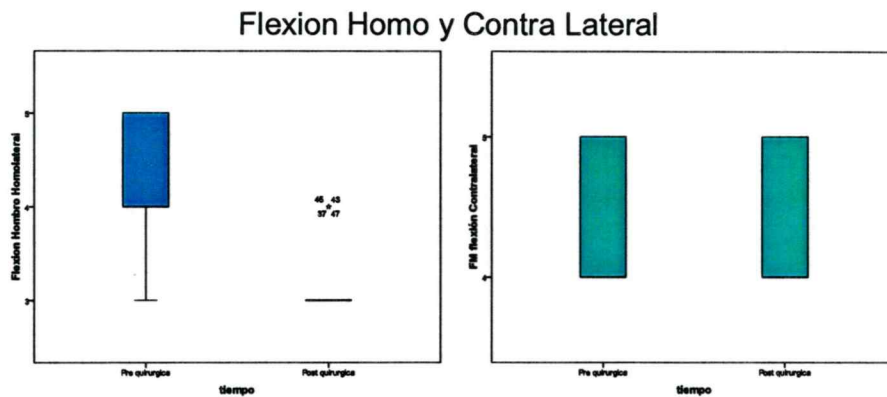 Flexion Homo y Contra Lateral
Flexion Hombro Homolateral
5
4
3
45 43
37 47
Pre quirurgica
Post quirurgica
tiempo
FM flexión Contralateral
5
4
Pre quirurgica
Post quirurgica
tiempo